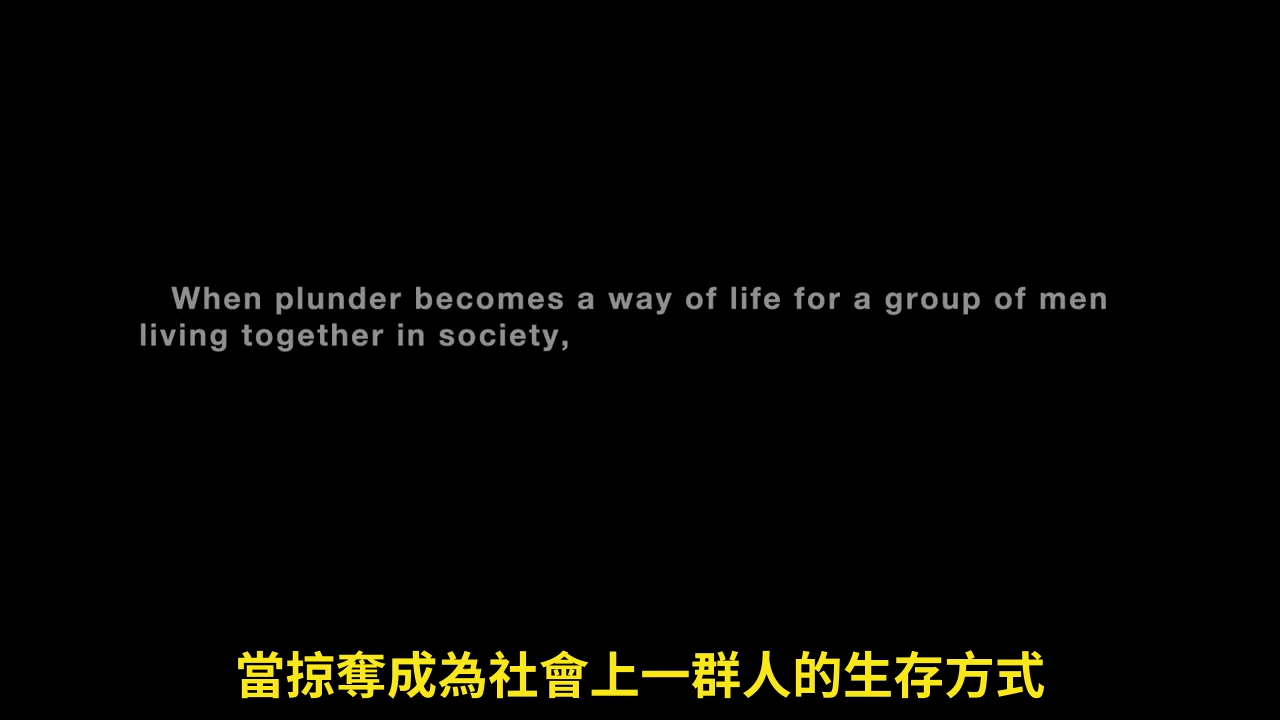 When plunder becomes a way of life for a group of men
living together in society,
當掠奪成為社會上一群人的生存方式